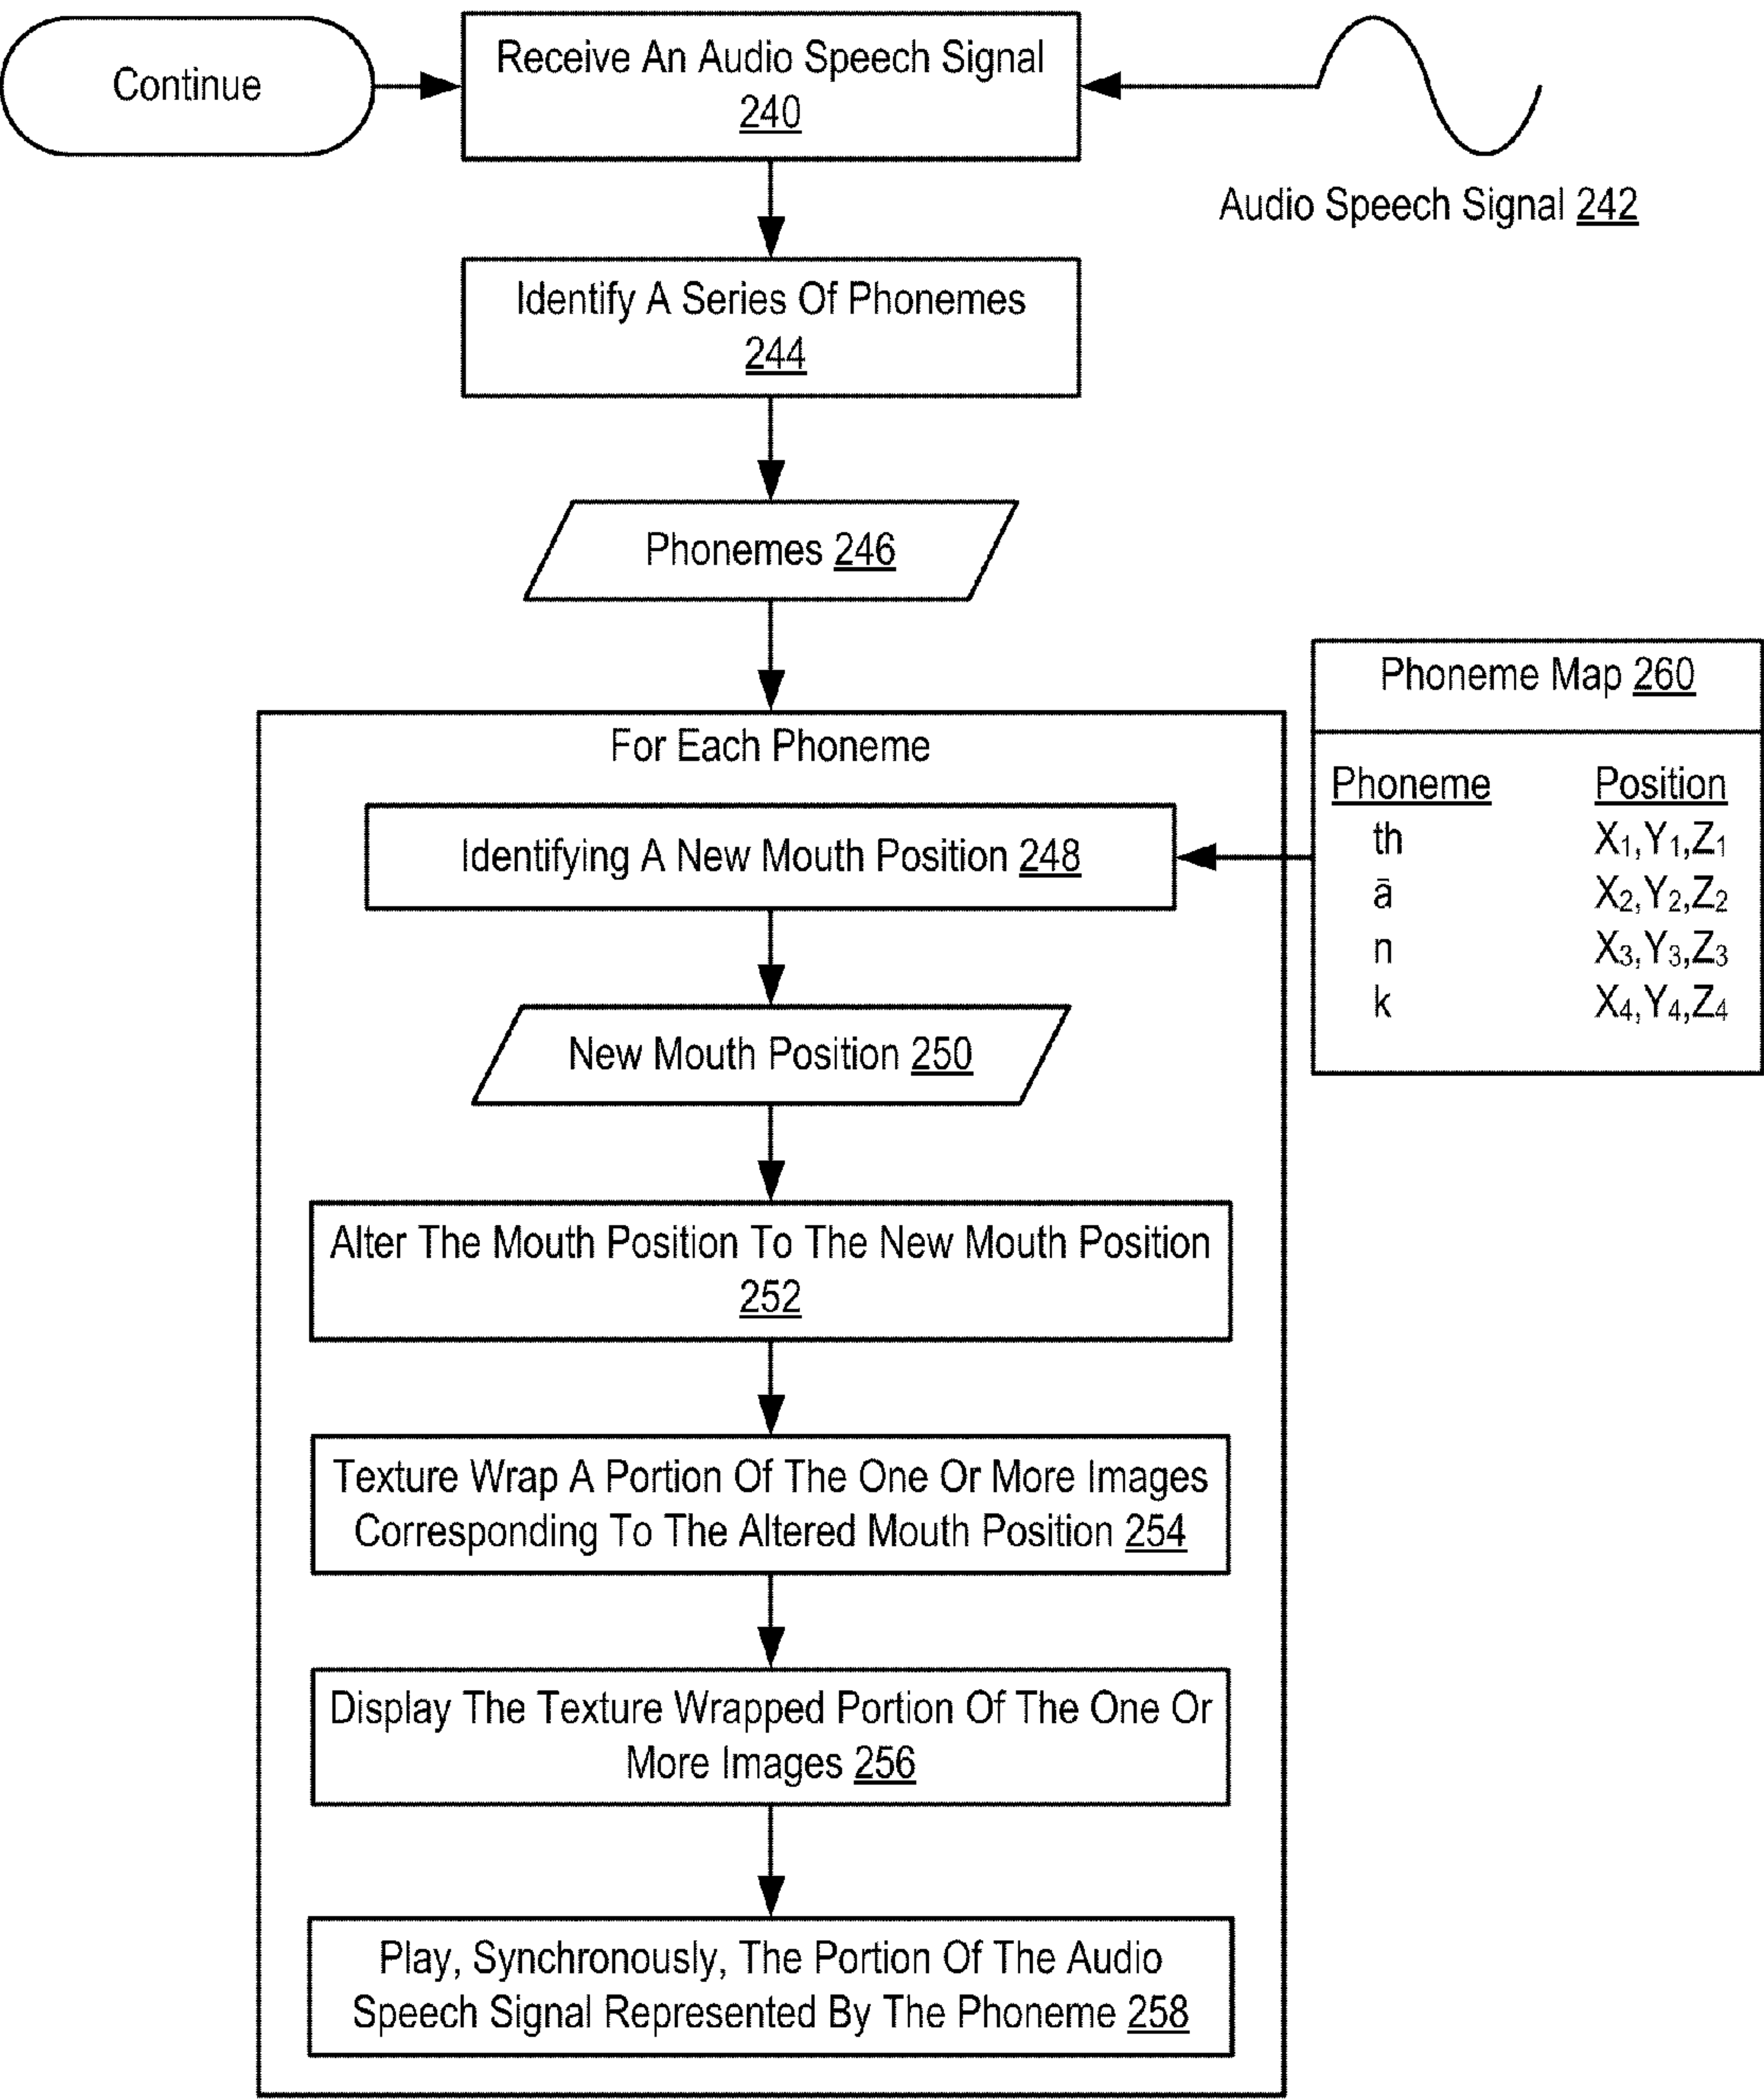 Continue
Receive An Audio Speech Signal
240
Audio Speech Signal 242
Identify A Series Of Phonemes
244
Phonemes 246
Phoneme Map 260
Phoneme Position
th X₁,Y₁,Z₁
ā X₂,Y₂,Z₂
n X₃,Y₃,Z₃
k X₄,Y₄,Z₄
For Each Phoneme
Identifying A New Mouth Position 248
New Mouth Position 250
Alter The Mouth Position To The New Mouth Position
252
Texture Wrap A Portion Of The One Or More Images
Corresponding To The Altered Mouth Position 254
Display The Texture Wrapped Portion Of The One Or
More Images 256
Play, Synchronously, The Portion Of The Audio
Speech Signal Represented By The Phoneme 258